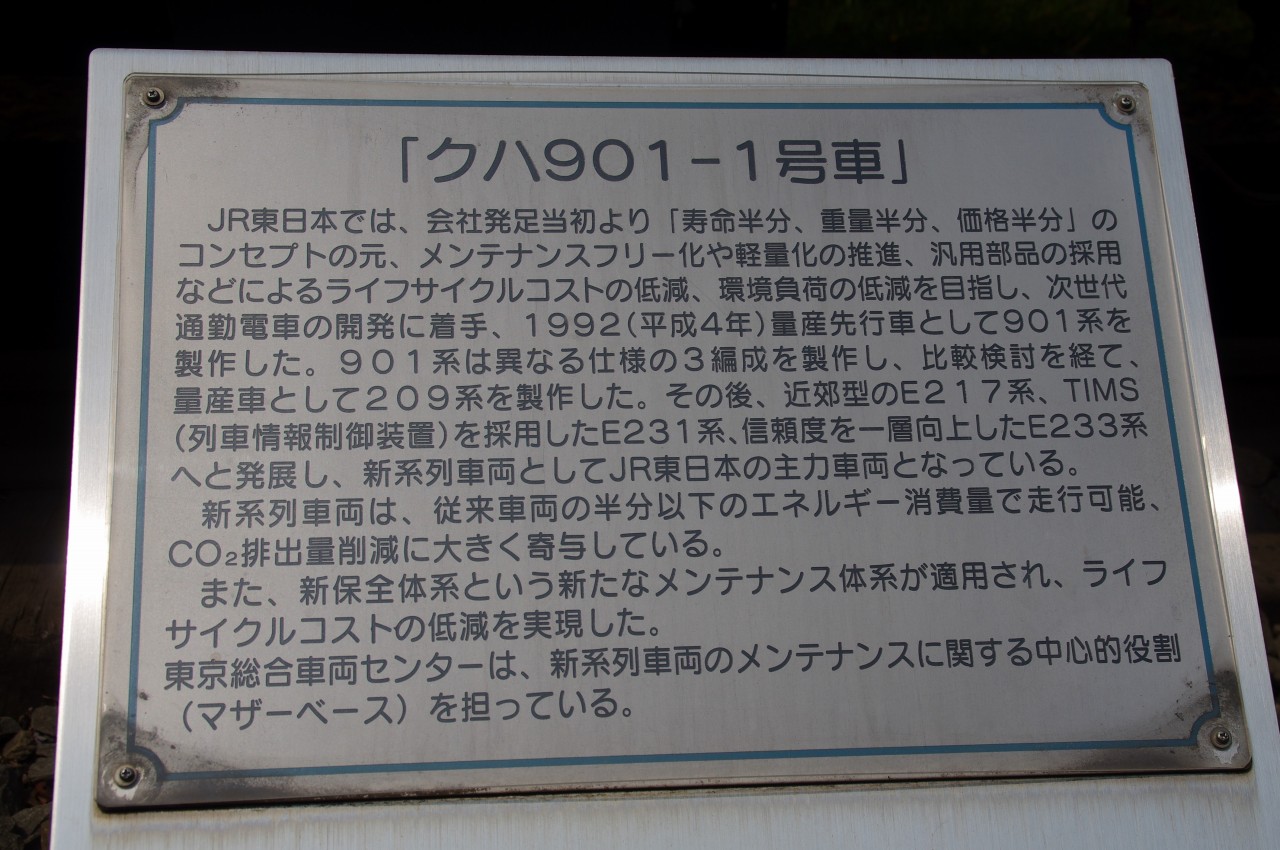 「クハ901-1号車」
JR東日本では、会社発足当初より「寿命半分、重量半分、価格半分」の
コンセプトの元、メンテナンスフリー化や軽量化の推進、汎用部品の採用
などによるライフサイクルコストの低減、環境負荷の低減を目指し、次世代
通勤電車の開発に着手、1992(平成4年)量産先行車として901系を
製作した。901系は異なる仕様の3編成を製作し、比較検討を経て、
量産車として209系を製作した。その後、近郊型のE217系、TIMS
(列車情報制御装置)を採用したE231系、信頼度を一層向上したE233系
へと発展し、新系列車両としてJR東日本の主力車両となっている。
新系列車両は、従来車両の半分以下のエネルギー消費量で走行可能、
CO₂排出量削減に大きく寄与している。
また、新保全体系という新たなメンテナンス体系が適用され、ライフ
サイクルコストの低減を実現した。
東京総合車両センターは、新系列車両のメンテナンスに関する中心的役割
(マザーベース)を担っている。